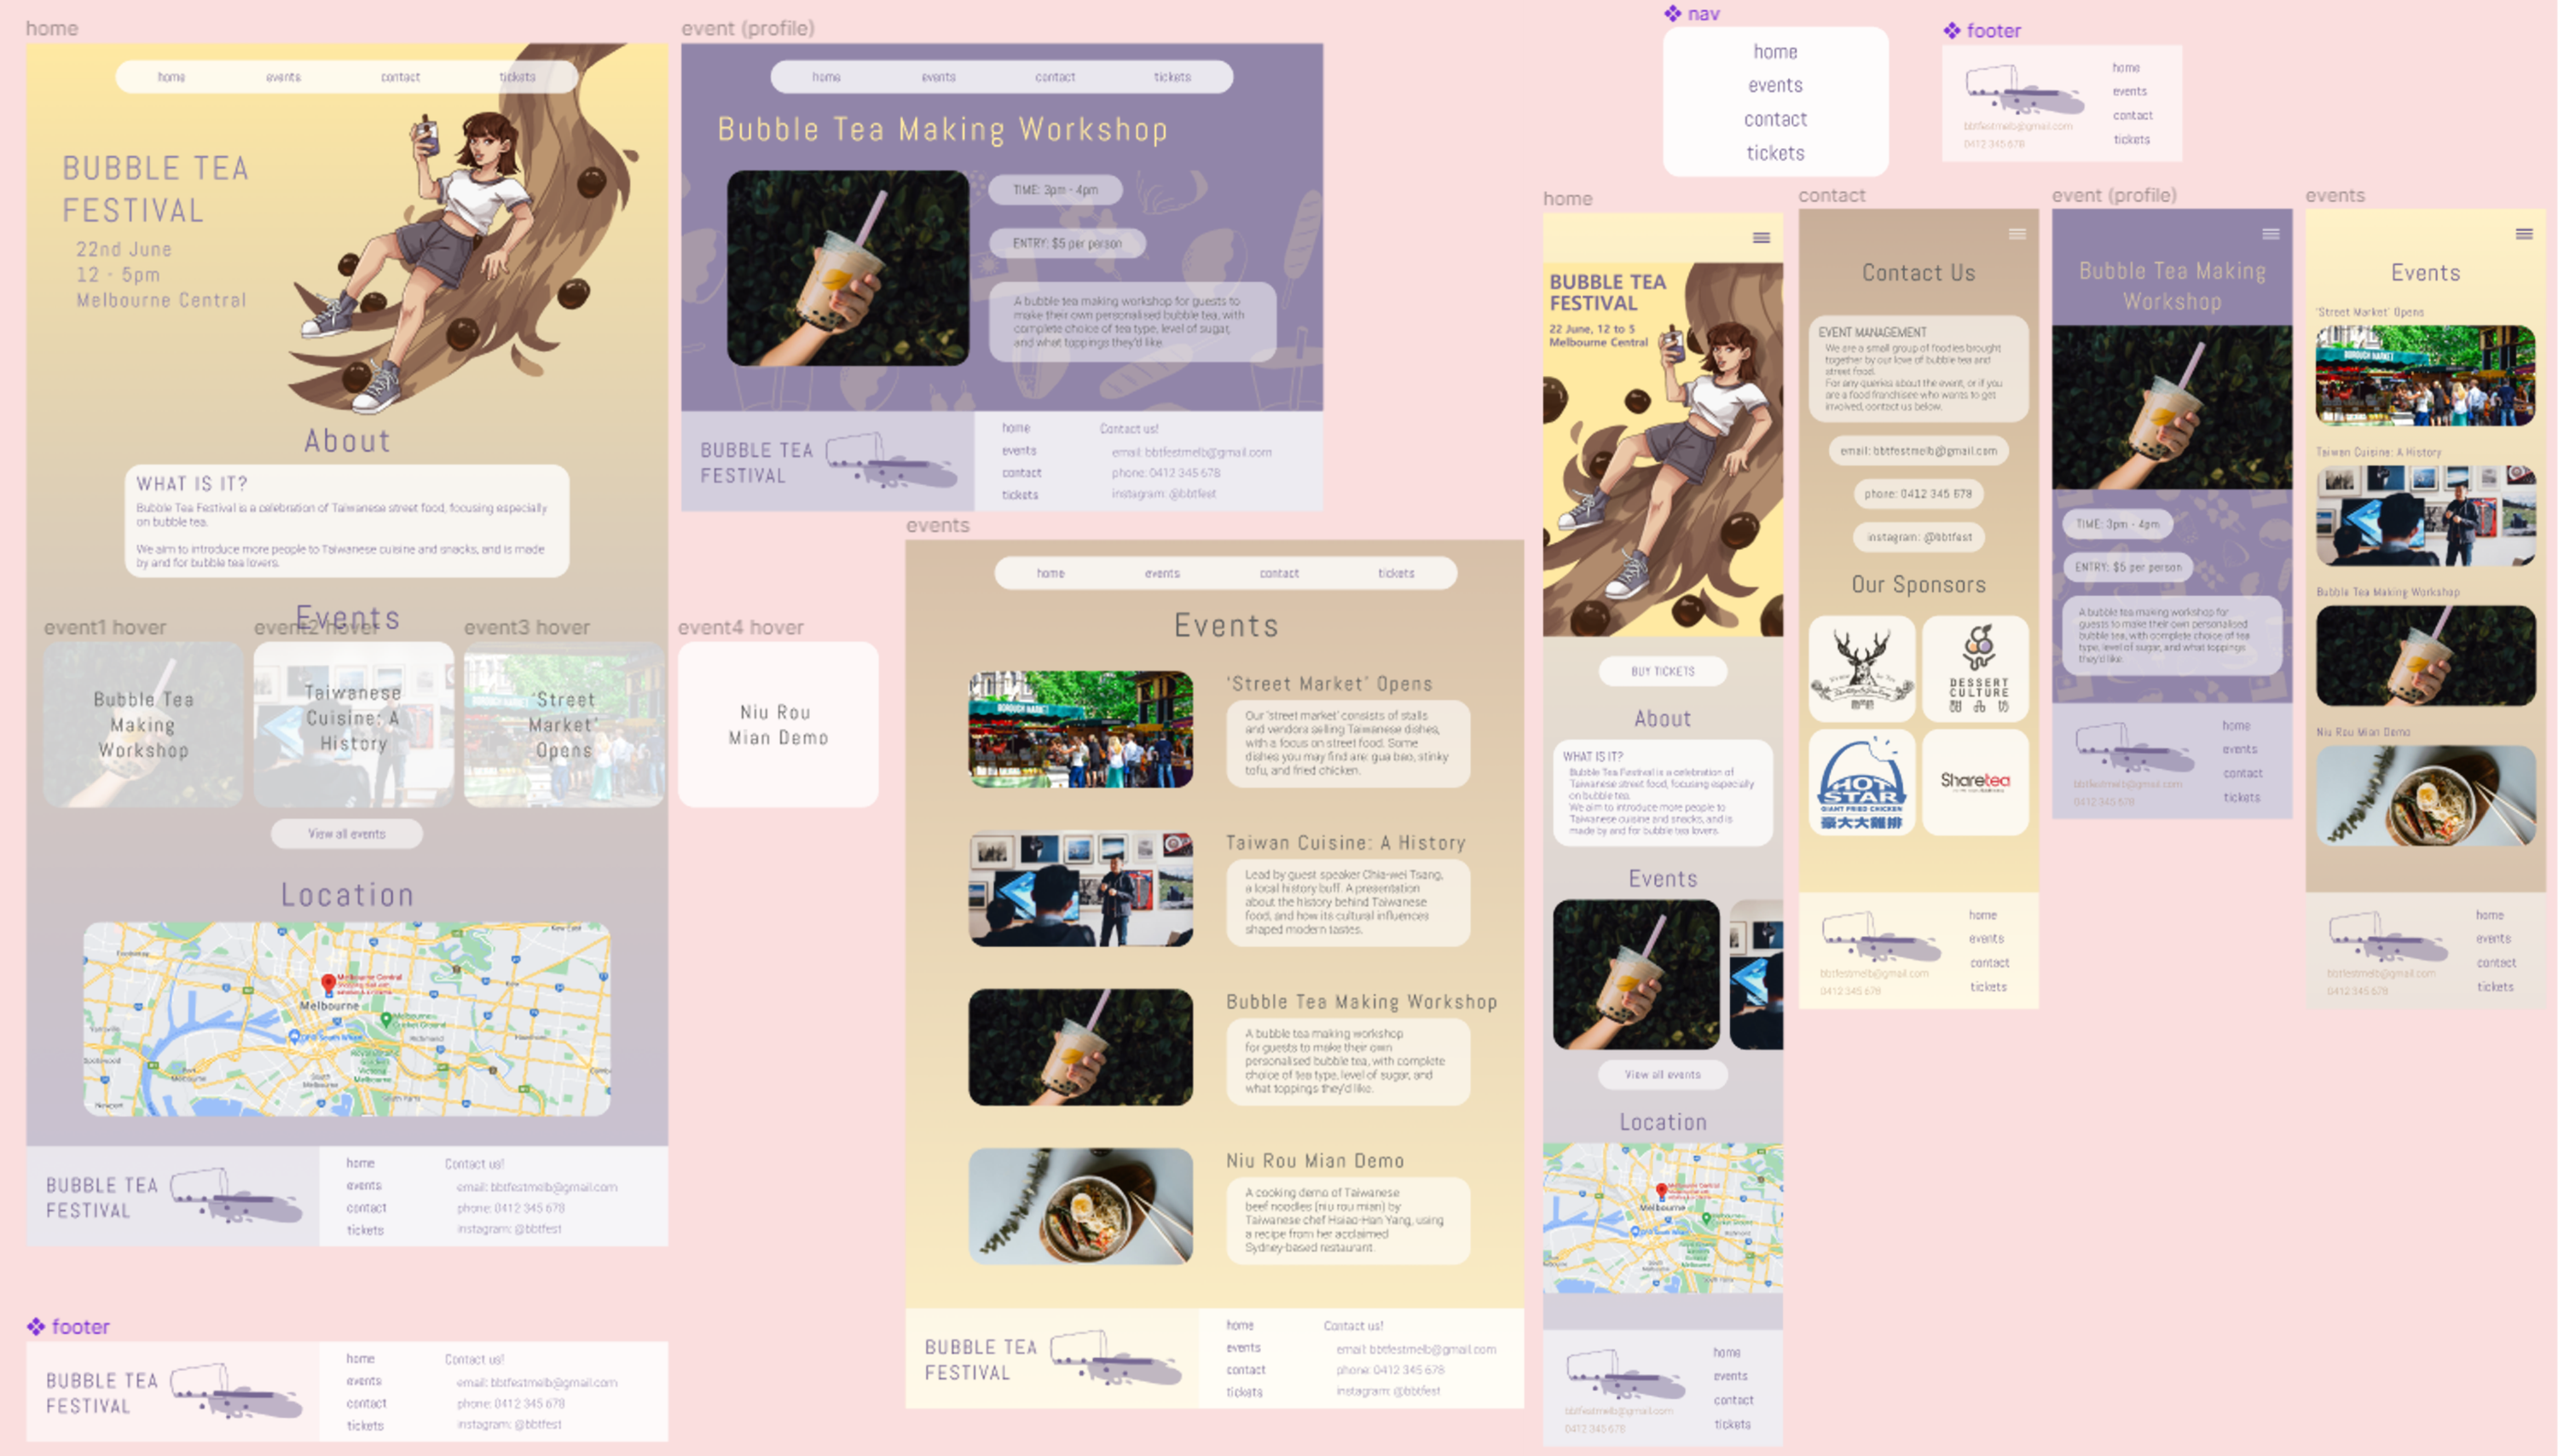 home
home events contact tickets
BUBBLE TEA
FESTIVAL
22nd June
12 - 5pm
Melbourne Central
About
WHAT IS IT?
Bubble Tea Festival is a celebration of Taiwanese street food, focusing especially
on bubble tea.
We aim to introduce more people to Taiwanese cuisine and snacks, and is made
by and for bubble tea lovers.
Events
event1 hover
event2 hover
event3 hover
event4 hover
Bubble Tea
Making
Workshop
Taiwanese
Cuisine: A
History
'Street
Market'
Opens
Niu Rou
Mian Demo
View all events
Location
Melbourne Central
Melbourne
Melbourne
Cricket Ground
Richmond
BUBBLE TEA
FESTIVAL
home
events
contact
tickets
Contact us!
email: bbtfestmelb@gmail.com
phone: 0412 345 678
instagram: @bbtfest
footer
BUBBLE TEA
FESTIVAL
home
events
contact
tickets
Contact us!
email: bbtfestmelb@gmail.com
phone: 0412 345 678
instagram: @bbtfest
event (profile)
home events contact tickets
Bubble Tea Making Workshop
TIME: 3pm - 4pm
ENTRY: $5 per person
A bubble tea making workshop for guests to
make their own personalised bubble tea, with
complete choice of tea type, level of sugar,
and what toppings they'd like.
BUBBLE TEA
FESTIVAL
home
events
contact
tickets
Contact us!
email: bbtfestmelb@gmail.com
phone: 0412 345 678
instagram: @bbtfest
events
home events contact tickets
Events
BOROUGH MARKET
'Street Market' Opens
Our 'street market' consists of stalls
and vendors selling Taiwanese dishes,
with a focus on street food. Some
dishes you may find are: gua bao, stinky
tofu, and fried chicken.
Taiwan Cuisine: A History
Lead by guest speaker Chia-wei Tsang,
a local history buff. A presentation
about the history behind Taiwanese
food, and how its cultural influences
shaped modern tastes.
Bubble Tea Making Workshop
A bubble tea making workshop
for guests to make their own
personalised bubble tea, with complete
choice of tea type, level of sugar, and
what toppings they'd like.
Niu Rou Mian Demo
A cooking demo of Taiwanese
beef noodles (niu rou mian) by
Taiwanese chef Hsiao-Han Yang, using
a recipe from her acclaimed
Sydney-based restaurant.
BUBBLE TEA
FESTIVAL
home
events
contact
tickets
Contact us!
email: bbtfestmelb@gmail.com
phone: 0412 345 678
instagram: @bbtfest
nav
home
events
contact
tickets
footer
bbtfestmelb@gmail.com
0412 345 678
home
events
contact
tickets
home
BUBBLE TEA
FESTIVAL
22 June, 12 to 5
Melbourne Central
BUY TICKETS
About
WHAT IS IT?
Bubble Tea Festival is a celebration of
Taiwanese street food, focusing especially
on bubble tea.
We aim to introduce more people to
Taiwanese cuisine and snacks, and is
made by and for bubble tea lovers.
Events
View all events
Location
Melbourne
bbtfestmelb@gmail.com
0412 345 678
home
events
contact
tickets
contact
Contact Us
EVENT MANAGEMENT
We are a small group of foodies brought
together by our love of bubble tea and
street food.
For any queries about the event, or if you
are a food franchisee who wants to get
involved, contact us below.
email: bbtfestmelb@gmail.com
phone: 0412 345 678
instagram: @bbtfest
Our Sponsors
DESSERT
CULTURE
HOT
STAR
GIANT FRIED CHICKEN
豪大大雞排
Sharetea
bbtfestmelb@gmail.com
0412 345 678
home
events
contact
tickets
event (profile)
Bubble Tea Making
Workshop
TIME: 3pm - 4pm
ENTRY: $5 per person
A bubble tea making workshop for
guests to make their own personalised
bubble tea, with complete choice of tea
type, level of sugar, and what toppings
they'd like.
bbtfestmelb@gmail.com
0412 345 678
home
events
contact
tickets
events
Events
'Street Market' Opens
BOROUGH MARKET
Taiwan Cuisine: A History
Bubble Tea Making Workshop
Niu Rou Mian Demo
bbtfestmelb@gmail.com
0412 345 678
home
events
contact
tickets